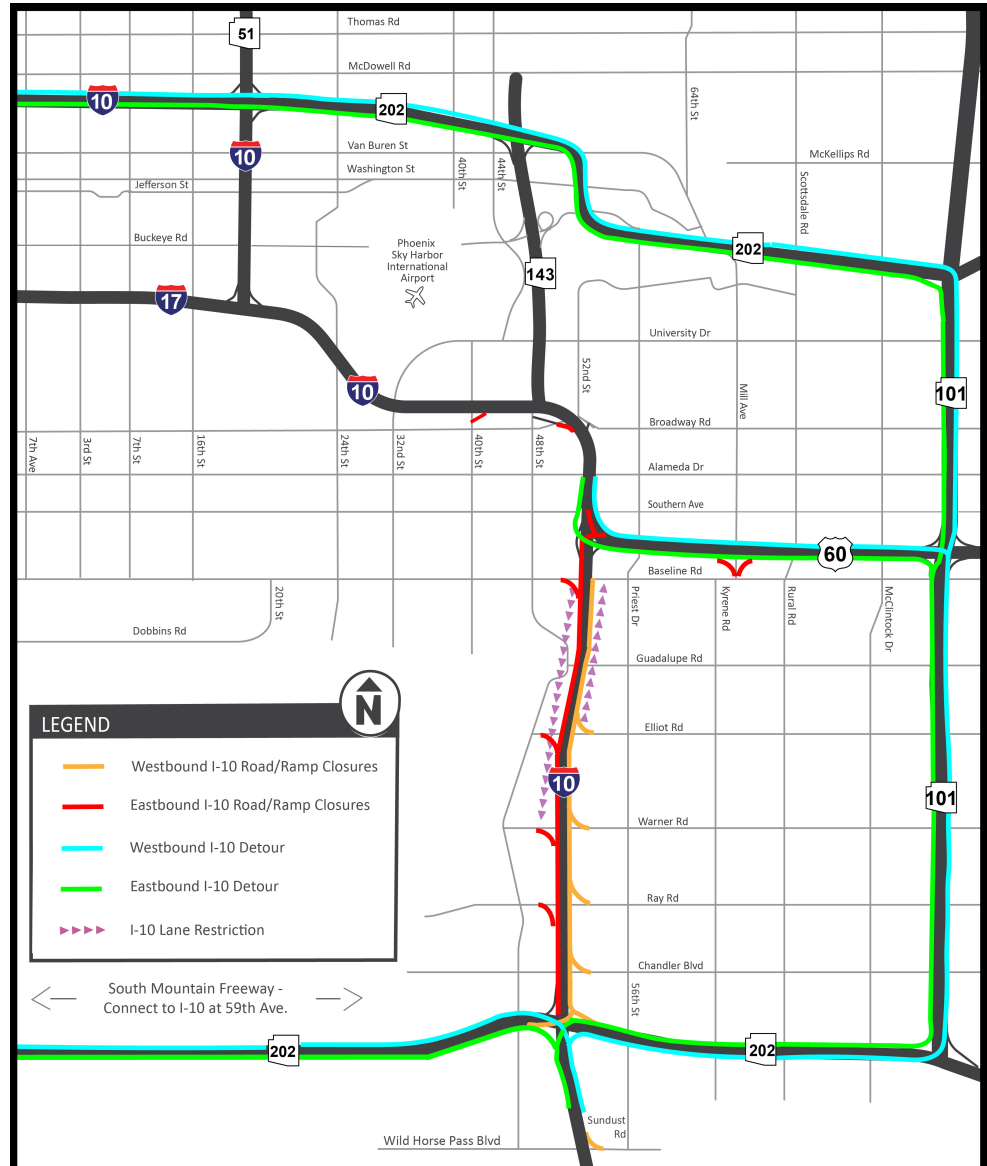 Thomas Rd
51
McDowell Rd
10
202
64th St
10
Van Buren St
McKellips Rd
Washington St
40th St
44th St
Jefferson St
Scottsdale Rd
Buckeye Rd
Phoenix
Sky Harbor
International
Airport
202
143
17
University Dr
52nd St
10
Mill Ave
101
Broadway Rd
7th Ave
3rd St
7th St
16th St
24th St
32nd St
40th St
48th St
Alameda Dr
Southern Ave
60
Baseline Rd
20th St
Priest Dr
Kyrene Rd
Rural Rd
McClintock Dr
Dobbins Rd
Guadalupe Rd
N
LEGEND
Elliot Rd
Westbound I-10 Road/Ramp Closures
10
Eastbound I-10 Road/Ramp Closures
101
Warner Rd
Westbound I-10 Detour
Eastbound I-10 Detour
Ray Rd
I-10 Lane Restriction
Chandler Blvd
South Mountain Freeway -
Connect to I-10 at 59th Ave.
56th St
202
202
Sundust
Rd
Wild Horse Pass Blvd